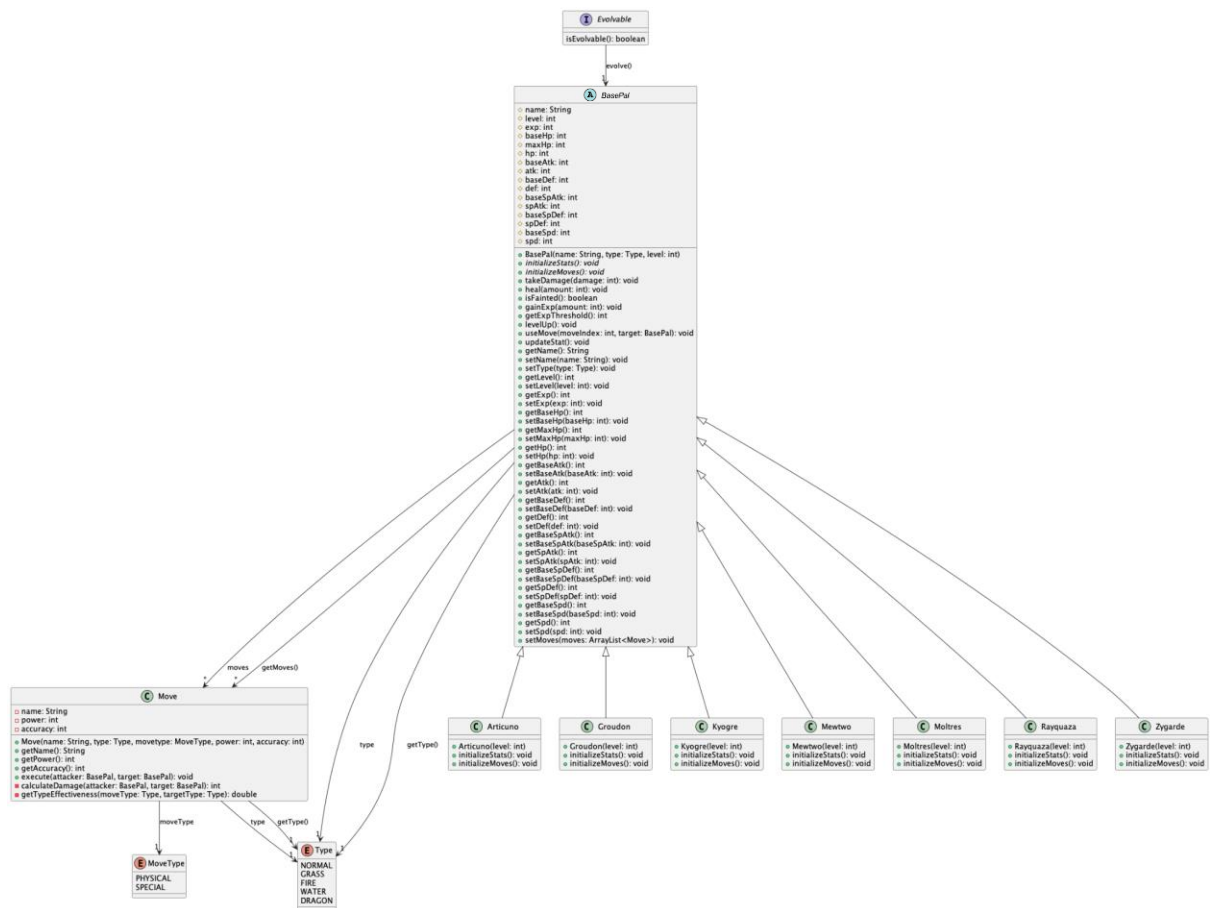 I Evolvable
isEvolvable(): boolean
evolve()
1
A BasePal
name: String
level: int
exp: int
baseHp: int
maxHp: int
hp: int
baseAtk: int
atk: int
baseDef: int
def: int
baseSpAtk: int
spAtk: int
baseSpDef: int
spDef: int
baseSpd: int
spd: int
BasePal(name: String, type: Type, level: int)
initializeStats(): void
initializeMoves(): void
takeDamage(damage: int): void
heal(amount: int): void
isFainted(): boolean
gainExp(amount: int): void
getExpThreshold(): int
levelUp(): void
useMove(moveIndex: int, target: BasePal): void
updateStat(): void
getName(): String
setName(name: String): void
setType(type: Type): void
getLevel(): int
setLevel(level: int): void
getExp(): int
setExp(exp: int): void
getBaseHp(): int
setBaseHp(baseHp: int): void
getMaxHp(): int
setMaxHp(maxHp: int): void
getHp(): int
setHp(hp: int): void
getBaseAtk(): int
setBaseAtk(baseAtk: int): void
getAtk(): int
setAtk(atk: int): void
getBaseDef(): int
setBaseDef(baseDef: int): void
getDef(): int
setDef(def: int): void
getBaseSpAtk(): int
setBaseSpAtk(baseSpAtk: int): void
getSpAtk(): int
setSpAtk(spAtk: int): void
getBaseSpDef(): int
setBaseSpDef(baseSpDef: int): void
getSpDef(): int
setSpDef(spDef: int): void
getBaseSpd(): int
setBaseSpd(baseSpd: int): void
getSpd(): int
setSpd(spd: int): void
setMoves(moves: ArrayList<Move>): void
moves
getMoves()
*
*
C Move
name: String
power: int
accuracy: int
Move(name: String, type: Type, movetype: MoveType, power: int, accuracy: int)
getName(): String
getPower(): int
getAccuracy(): int
execute(attacker: BasePal, target: BasePal): void
calculateDamage(attacker: BasePal, target: BasePal): int
getTypeEffectiveness(moveType: Type, targetType: Type): double
type
getType()
C Articuno
Articuno(level: int)
initializeStats(): void
initializeMoves(): void
C Groudon
Groudon(level: int)
initializeStats(): void
initializeMoves(): void
C Kyogre
Kyogre(level: int)
initializeStats(): void
initializeMoves(): void
C Mewtwo
Mewtwo(level: int)
initializeStats(): void
initializeMoves(): void
C Moltres
Moltres(level: int)
initializeStats(): void
initializeMoves(): void
C Rayquaza
Rayquaza(level: int)
initializeStats(): void
initializeMoves(): void
C Zygarde
Zygarde(level: int)
initializeStats(): void
initializeMoves(): void
moveType
type
getType()
1
1
1
1
1
E MoveType
PHYSICAL
SPECIAL
E Type
NORMAL
GRASS
FIRE
WATER
DRAGON